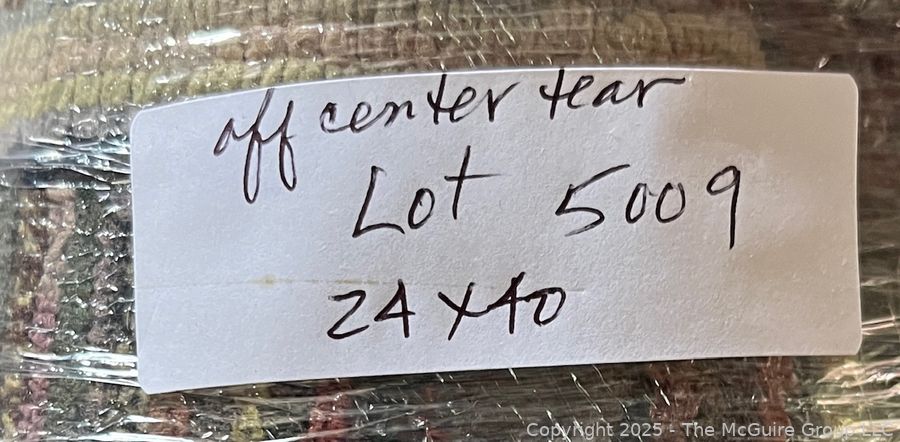 off center tear
Lot 5009
24x40
Copyright 2025 - The McGuire Group LLC